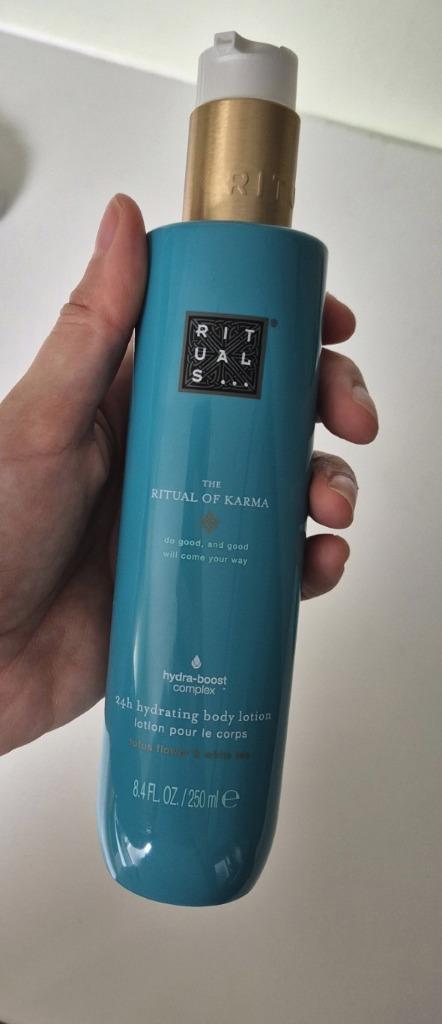 RITU
RIT
UAL
S...
®
THE
RITUAL OF KARMA
do good, and good
will come your way
hydra-boost
complex
24h hydrating body lotion
lotion pour le corps
lotus flower & white tea
8.4 FL. OZ. / 250 ml ℮